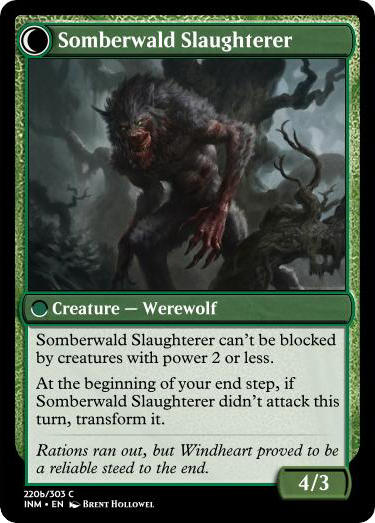 Somberwald Slaughterer
Creature — Werewolf
Somberwald Slaughterer can't be blocked
by creatures with power 2 or less.
At the beginning of your end step, if
Somberwald Slaughterer didn't attack this
turn, transform it.
Rations ran out, but Windheart proved to be
a reliable steed to the end.
4/3
220b/303 C
INM • EN Brent Hollowel